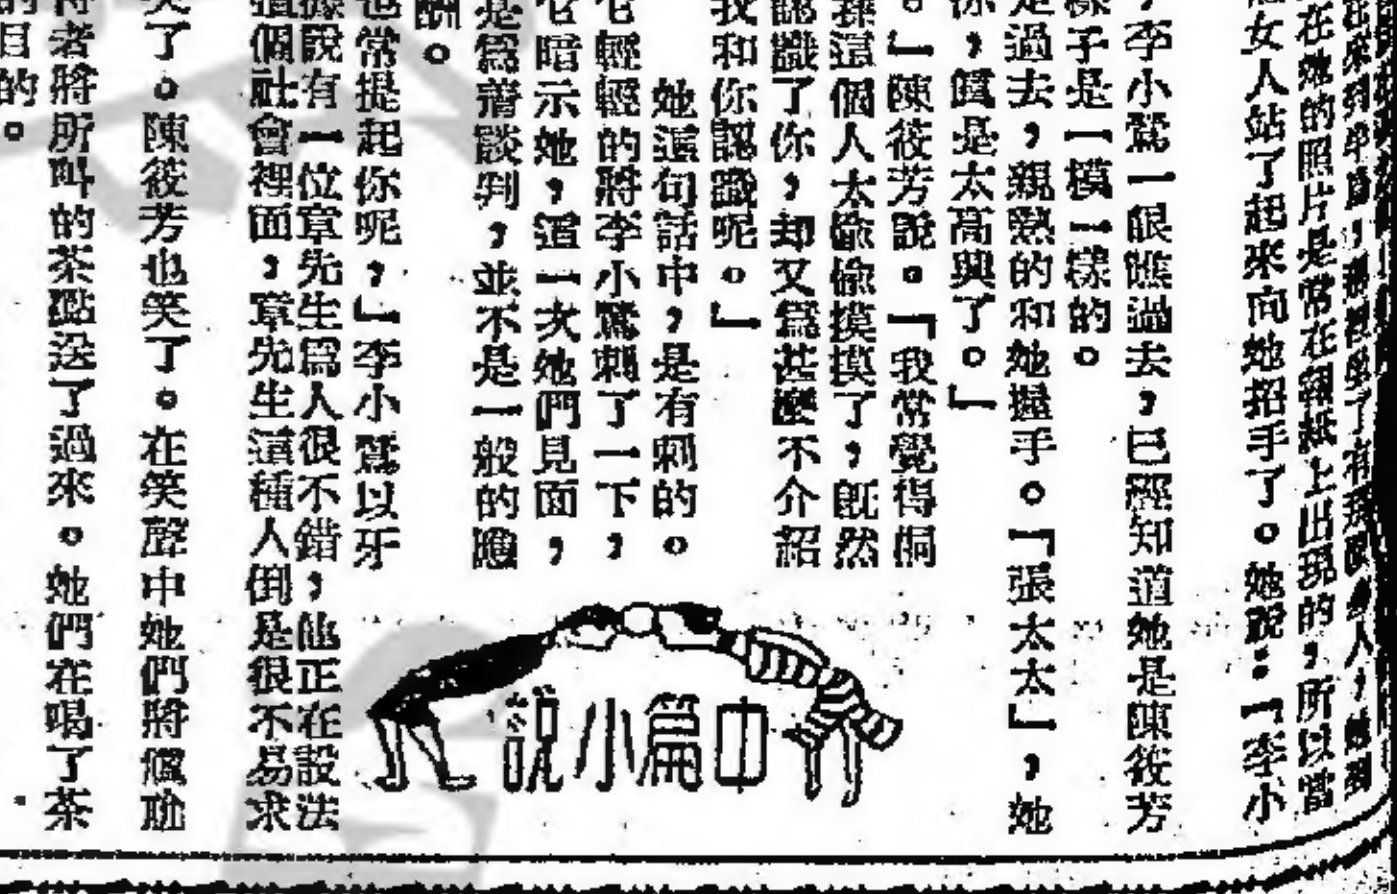 在她的照片是常在報紙上出現的，所以當
女人站了起來向她招手了。她說：「李小
，李小鶯一眼瞧過去，已經知道她是陳筱芳
樣子是一模一樣的。
走過去，親熱的和她握手。「張太太」，她
你，真是太高興了。」
。」陳筱芳說。「我常覺得侗
這個人太偷偷摸摸了，既然
認識了你，却又爲甚麼不介紹
我和你認識呢。」
她這句話中，是有刺的。
它輕輕的將李小鶯刺了一下，
它暗示她，這一次她們見面，
是爲着談判，並不是一般的應
酬。
也常提起你呢，」李小鶯以牙
據說有一位章先生爲人很不錯，他正在設法
這個社會裡面，章先生這種人倒是很不易求
笑了。陳筱芳也笑了。在笑聲中她們將
侍者將所叫的茶點送了過來。她們在喝了茶
的目的。
中篇小說